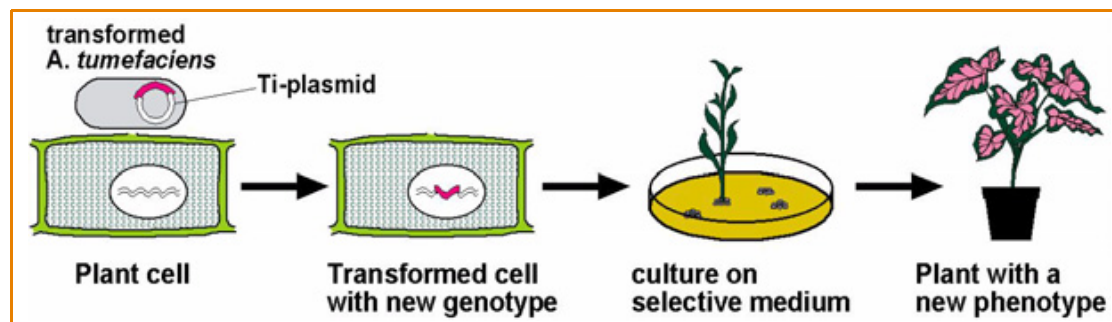 transformed
A. tumefaciens
Ti-plasmid
Plant cell
Transformed cell
with new genotype
culture on
selective medium
Plant with a
new phenotype